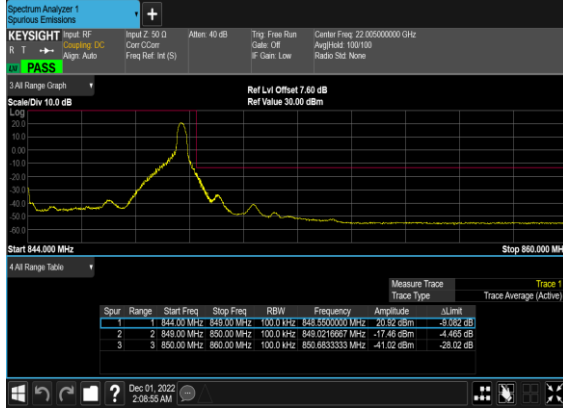 Spectrum Analyzer 1
Spurious Emissions
+
KEYSIGHT Input: RF Input Z: 50 Ω Atten: 40 dB Trig: Free Run Center Freq: 22.005000000 GHz
R T Coupling: DC Corr CCorr Gate: Off Avg|Hold: 100/100
Align: Auto Freq Ref: Int (S) IF Gain: Low Radio Std: None
PASS
3 All Range Graph
Ref Lvl Offset 7.60 dB
Scale/Div 10.0 dB Ref Value 30.00 dBm
Log
20.0
10.0
0.00
-10.0
-20.0
-30.0
-40.0
-50.0
-60.0
Start 844.000 MHz Stop 860.000 MH
4 All Range Table
Measure Trace Trace 1
Trace Type Trace Average (Active)
Spur Range Start Freq Stop Freq RBW Frequency Amplitude ΔLimit
1 1 844.00 MHz 849.00 MHz 100.0 kHz 848.5500000 MHz 20.92 dBm -9.082 dB
2 2 849.00 MHz 850.00 MHz 100.0 kHz 849.0216667 MHz -17.46 dBm -4.465 dB
3 3 850.00 MHz 860.00 MHz 100.0 kHz 850.6833333 MHz -41.02 dBm -28.02 dB
? Dec 01, 2022
2:08:55 AM